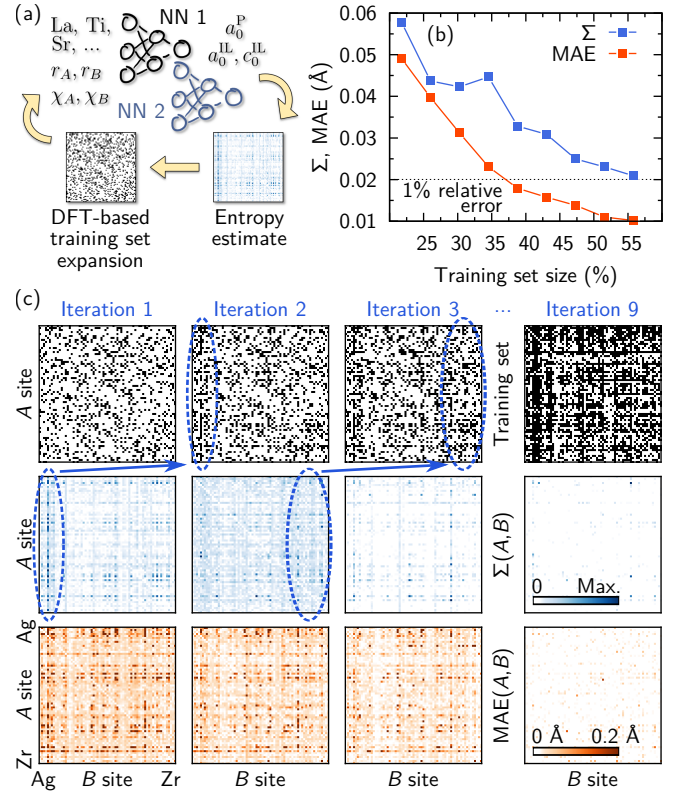 (a)
La, Ti,
Sr, ...
r_A, r_B
χ_A, χ_B
NN 1
NN 2
a_0^P
a_0^IL, c_0^IL
DFT-based
training set
expansion
Entropy
estimate
(b)
Σ
MAE
Σ, MAE (Å)
0.06
0.05
0.04
0.03
0.02
0.01
1% relative
error
25 30 35 40 45 50 55
Training set size (%)
(c)
Iteration 1 Iteration 2 Iteration 3 ... Iteration 9
A site
Training set
A site
Σ(A,B)
0 Max.
Ag
A site
Zr
MAE(A,B)
0 Å 0.2 Å
Ag B site Zr
B site
B site
B site